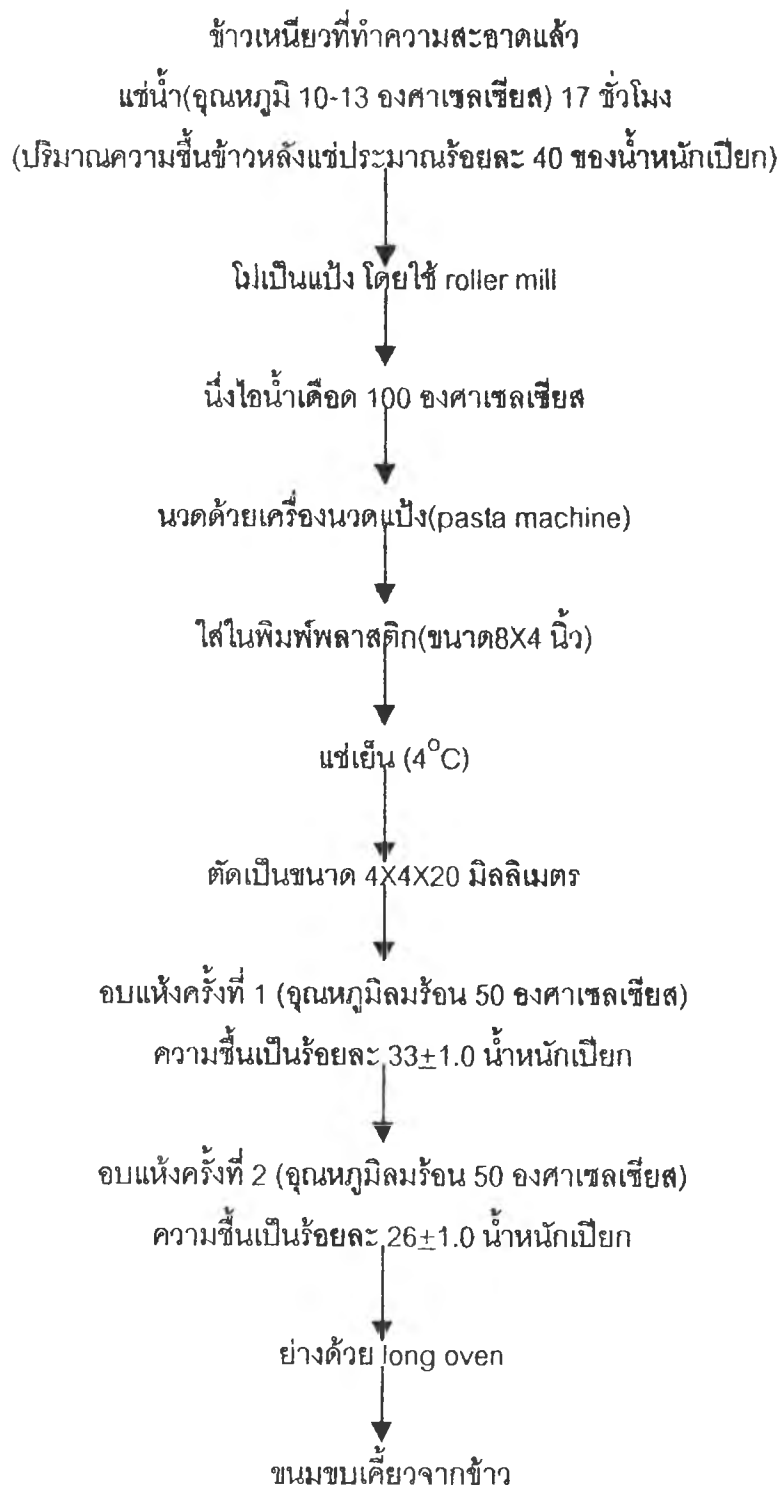 ข้าวเหนียวที่ทำความสะอาดแล้ว
แช่น้ำ(อุณหภูมิ 10-13 องศาเซลเซียส) 17 ชั่วโมง
(ปริมาณความชื้นข้าวหลังแช่ประมาณร้อยละ 40 ของน้ำหนักเปียก)
โม่เป็นแป้ง โดยใช้ roller mill
นึ่งไอน้ำเดือด 100 องศาเซลเซียส
นวดด้วยเครื่องนวดแป้ง(pasta machine)
ใส่ในพิมพ์พลาสติก(ขนาด8X4 นิ้ว)
แช่เย็น (4°C)
ตัดเป็นขนาด 4X4X20 มิลลิเมตร
อบแห้งครั้งที่ 1 (อุณหภูมิลมร้อน 50 องศาเซลเซียส)
ความชื้นเป็นร้อยละ 33±1.0 น้ำหนักเปียก
อบแห้งครั้งที่ 2 (อุณหภูมิลมร้อน 50 องศาเซลเซียส)
ความชื้นเป็นร้อยละ 26±1.0 น้ำหนักเปียก
ย่างด้วย long oven
ขนมขบเคี้ยวจากข้าว